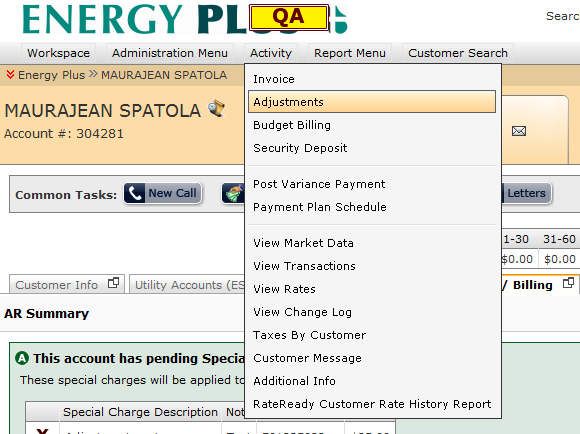 ENERGY PLUS
QA
Searc
Workspace Administration Menu Activity Report Menu Customer Search
Energy Plus >> MAURAJEAN SPATOLA
MAURAJEAN SPATOLA
Account #: 304281
Invoice
Adjustments
Budget Billing
Security Deposit
Post Variance Payment
Payment Plan Schedule
View Market Data
View Transactions
View Rates
View Change Log
Taxes By Customer
Customer Message
Additional Info
RateReady Customer Rate History Report
Common Tasks: New Call Letters
1-30 31-60
$0.00 $0.00
Customer Info Utility Accounts (ES / Billing
AR Summary
This account has pending Specia
These special charges will be applied to
Special Charge Description Not